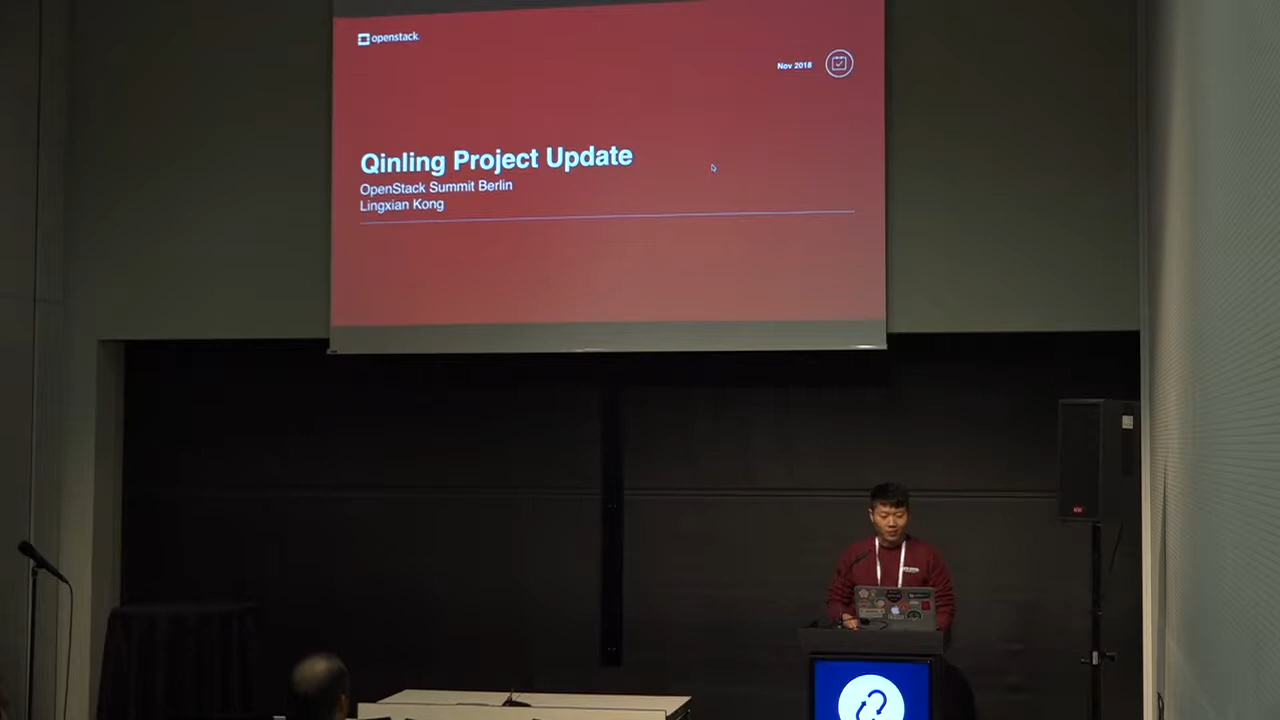 openstack.
Nov 2018
Qinling Project Update
OpenStack Summit Berlin
Lingxian Kong